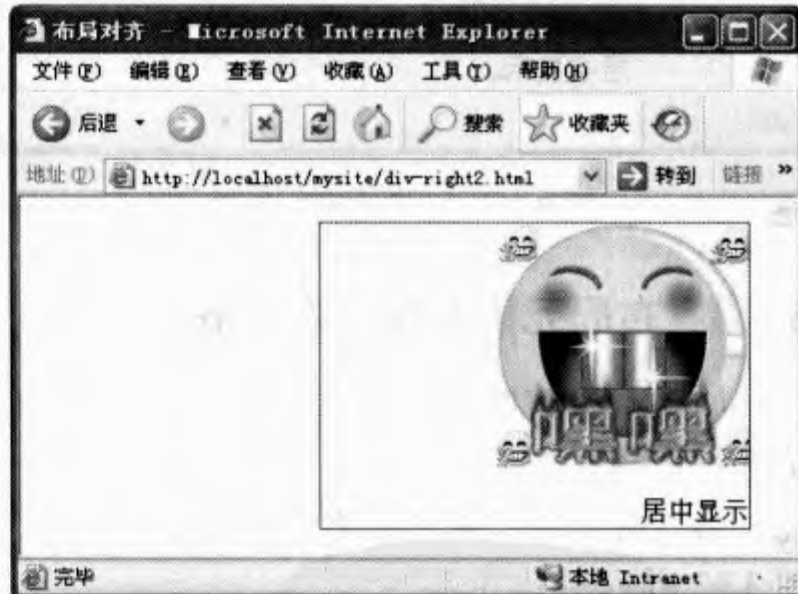 布局对齐 - Microsoft Internet Explorer
文件(F) 编辑(E) 查看(V) 收藏(A) 工具(T) 帮助(H)
后退 搜索 收藏夹
地址(D) http://localhost/mysite/div-right2.html 转到 链接 »
嘿嘿
居中显示
完毕 本地 Intranet